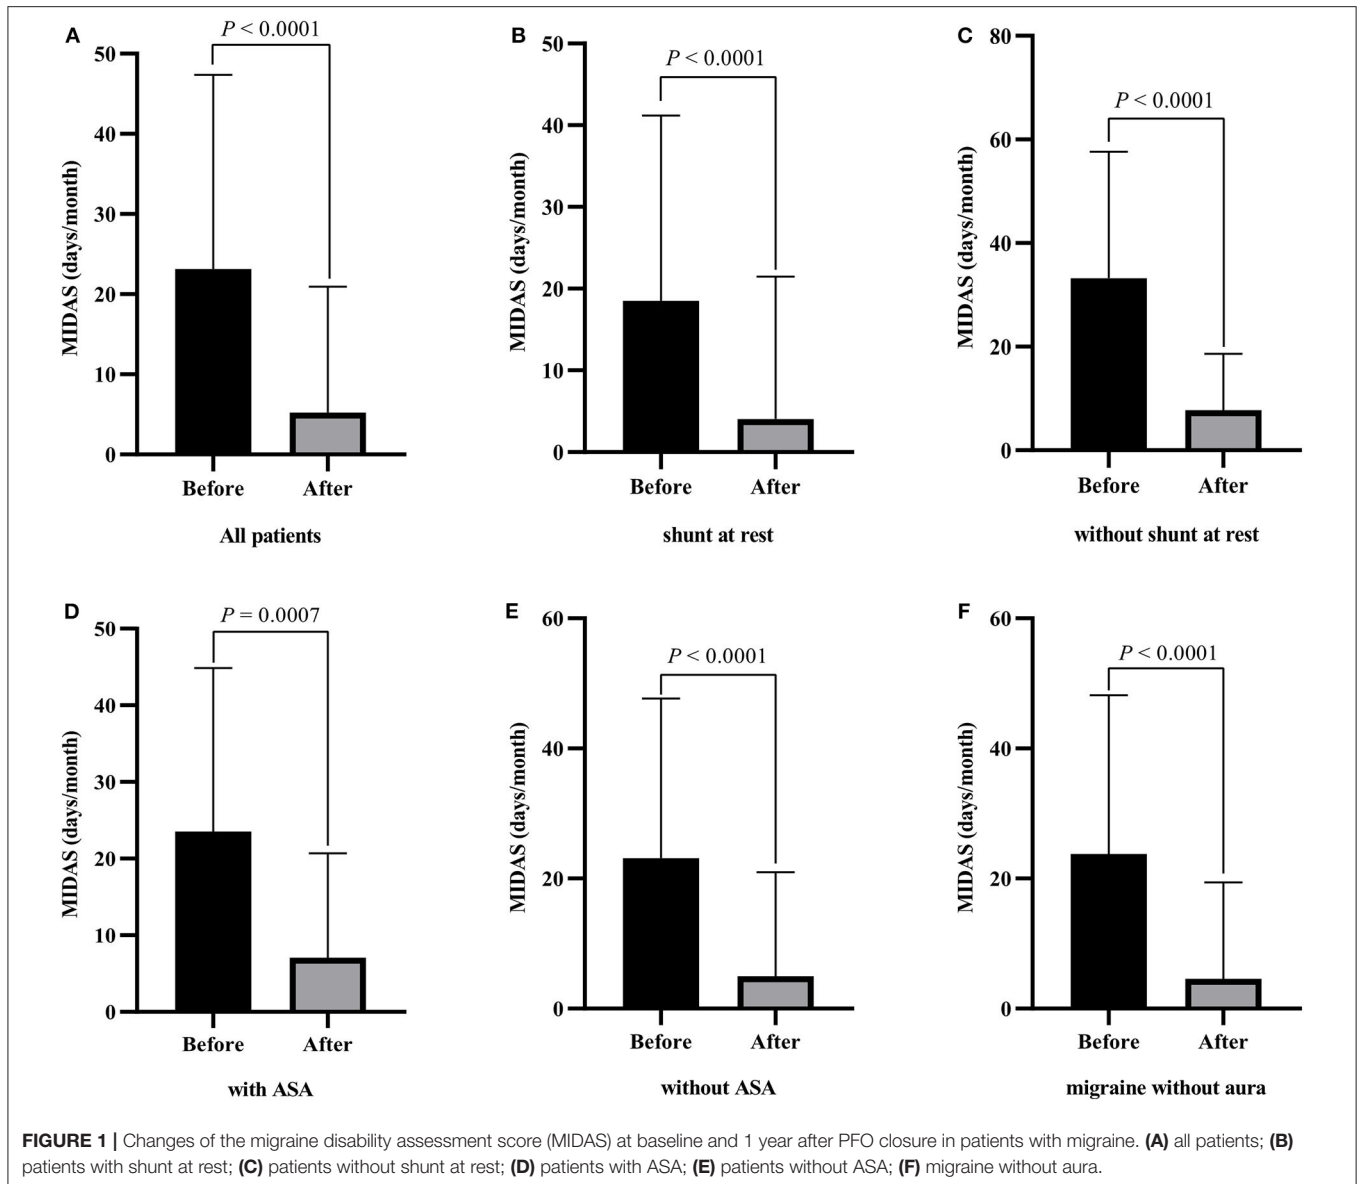 A
P < 0.0001
MIDAS (days/month)
50
40
30
20
10
0
Before After
All patients
B
P < 0.0001
MIDAS (days/month)
50
40
30
20
10
0
Before After
shunt at rest
C
P < 0.0001
MIDAS (days/month)
80
60
40
20
0
Before After
without shunt at rest
D
P = 0.0007
MIDAS (days/month)
50
40
30
20
10
0
Before After
with ASA
E
P < 0.0001
MIDAS (days/month)
60
40
20
0
Before After
without ASA
F
P < 0.0001
MIDAS (days/month)
60
40
20
0
Before After
migraine without aura
FIGURE 1 | Changes of the migraine disability assessment score (MIDAS) at baseline and 1 year after PFO closure in patients with migraine. (A) all patients; (B)
patients with shunt at rest; (C) patients without shunt at rest; (D) patients with ASA; (E) patients without ASA; (F) migraine without aura.